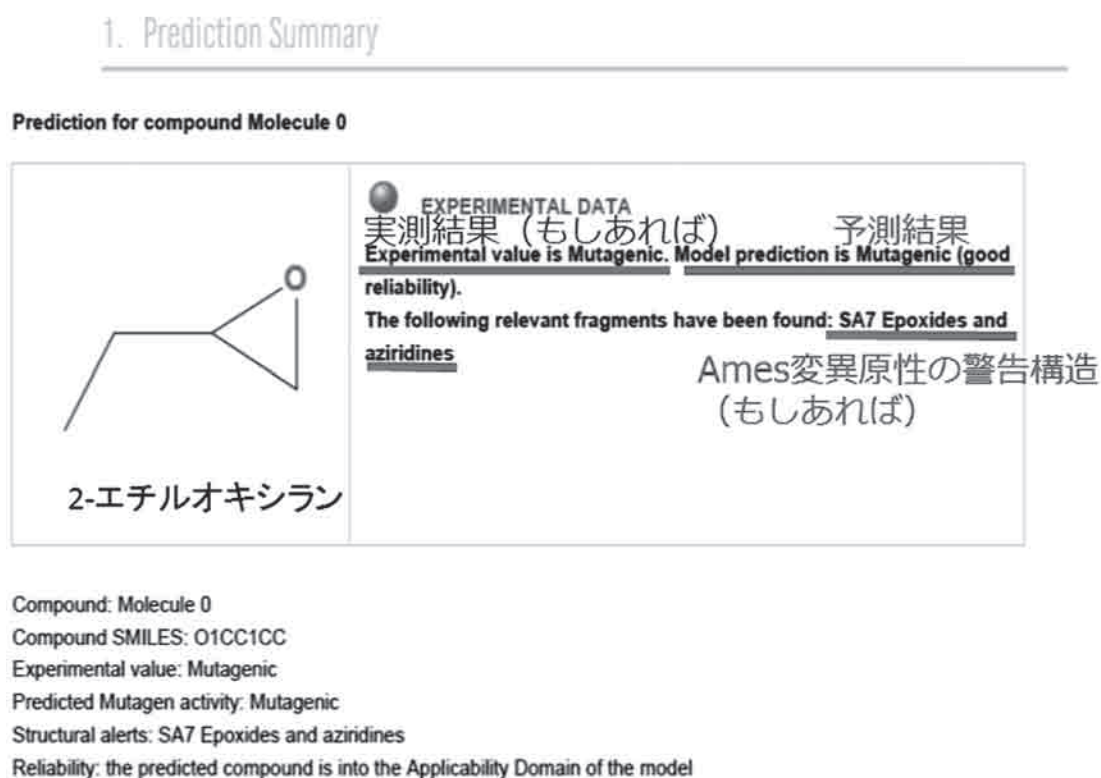 1. Prediction Summary
Prediction for compound Molecule 0
EXPERIMENTAL DATA
実測結果（もしあれば）
予測結果
Experimental value is Mutagenic. Model prediction is Mutagenic (good
reliability).
The following relevant fragments have been found: SA7 Epoxides and
aziridines
Ames変異原性の警告構造
（もしあれば）
O
2-エチルオキシラン
Compound: Molecule 0
Compound SMILES: O1CC1CC
Experimental value: Mutagenic
Predicted Mutagen activity: Mutagenic
Structural alerts: SA7 Epoxides and aziridines
Reliability: the predicted compound is into the Applicability Domain of the model